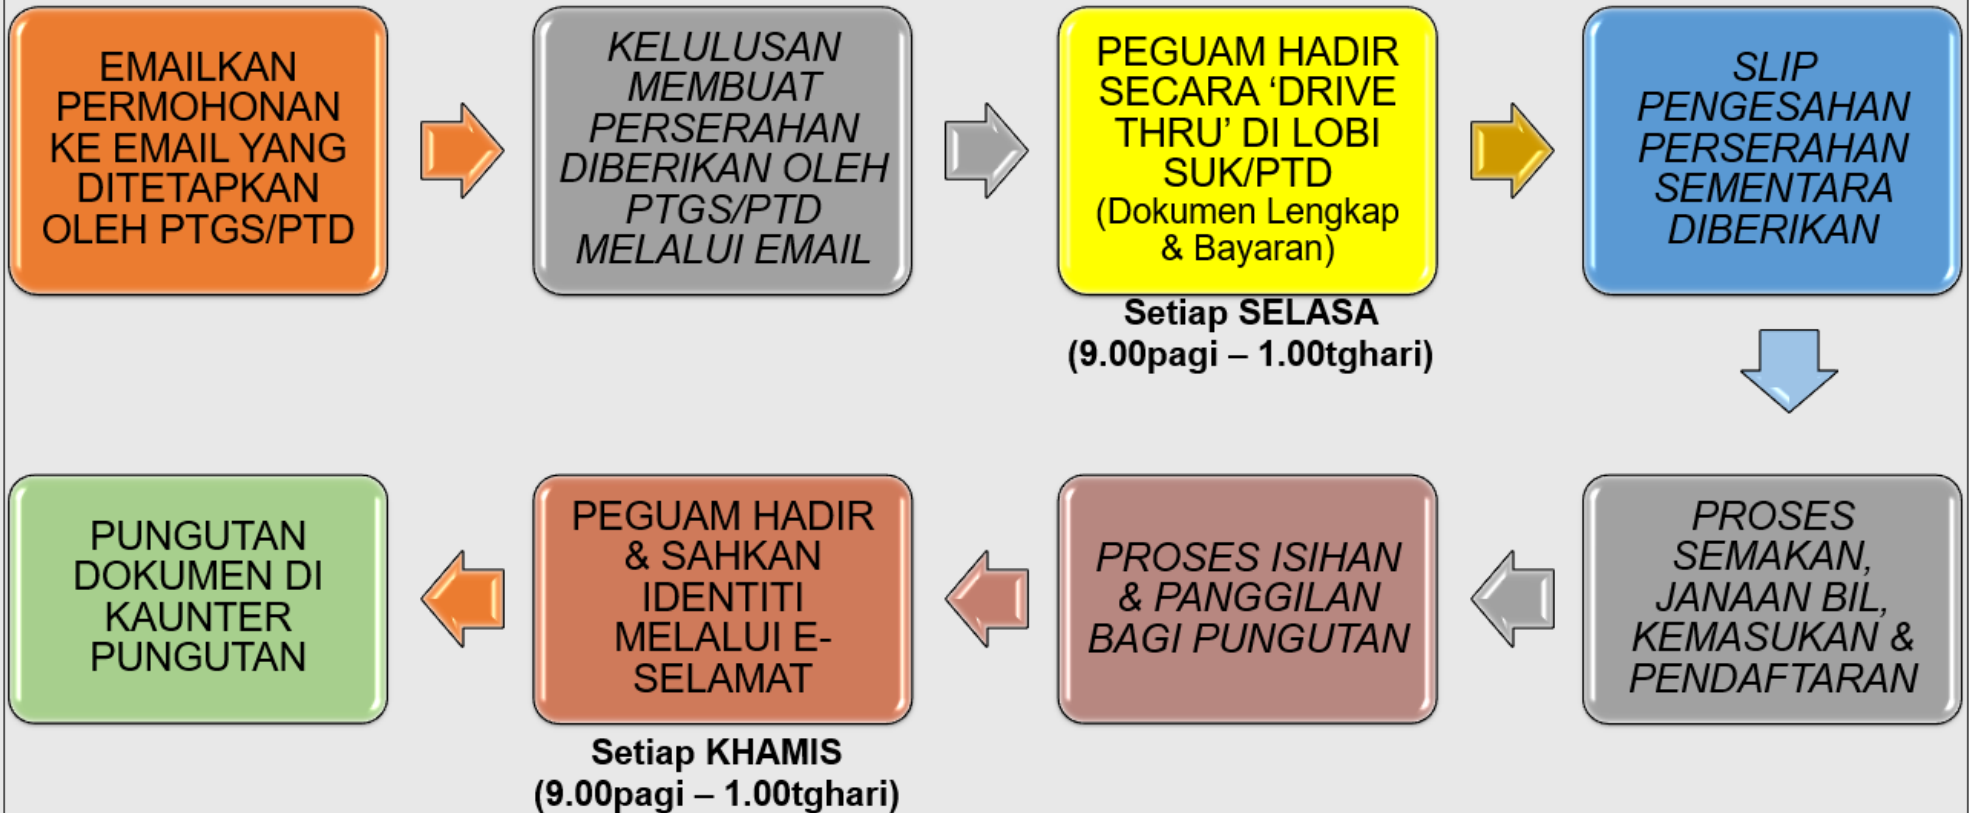 EMAILKAN
PERMOHONAN
KE EMAIL YANG
DITETAPKAN
OLEH PTGS/PTD
KELULUSAN
MEMBUAT
PERSERAHAN
DIBERIKAN OLEH
PTGS/PTD
MELALUI EMAIL
PEGUAM HADIR
SECARA ‘DRIVE
THRU’ DI LOBI
SUK/PTD
(Dokumen Lengkap
& Bayaran)
Setiap SELASA
(9.00pagi – 1.00tghari)
SLIP
PENGESAHAN
PERSERAHAN
SEMENTARA
DIBERIKAN
PROSES
SEMAKAN,
JANAAN BIL,
KEMASUKAN &
PENDAFTARAN
PROSES ISIHAN
& PANGGILAN
BAGI PUNGUTAN
PEGUAM HADIR
& SAHKAN
IDENTITI
MELALUI E-
SELAMAT
Setiap KHAMIS
(9.00pagi – 1.00tghari)
PUNGUTAN
DOKUMEN DI
KAUNTER
PUNGUTAN